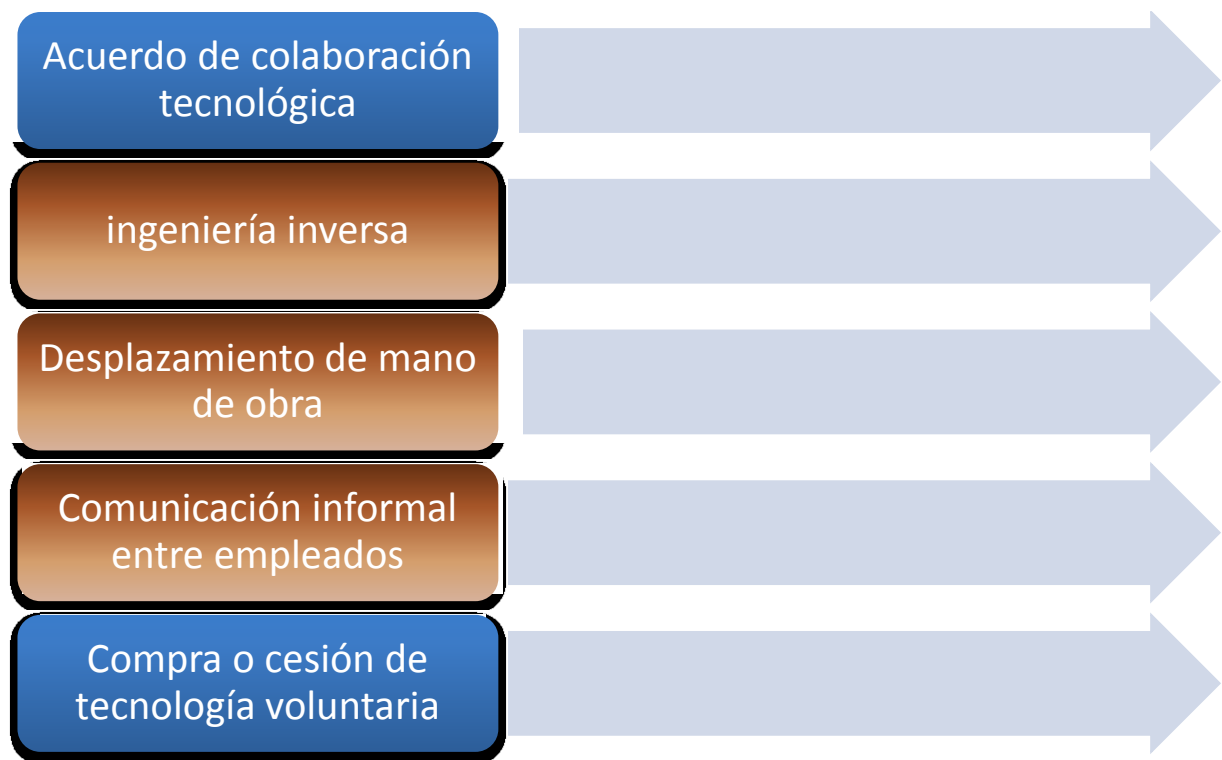 Acuerdo de colaboración
tecnológica
ingeniería inversa
Desplazamiento de mano
de obra
Comunicación informal
entre empleados
Compra o cesión de
tecnología voluntaria